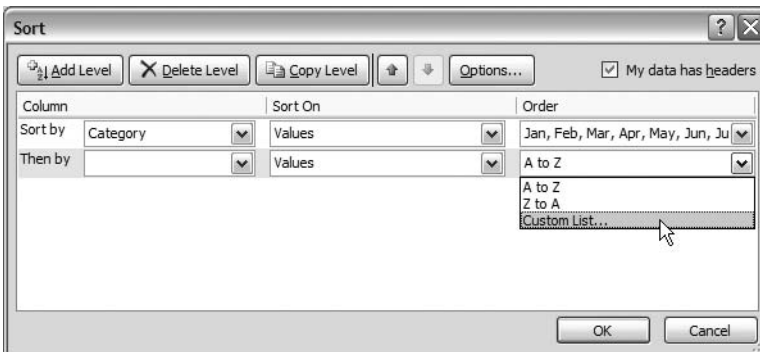 Sort
Add Level Delete Level Copy Level Options... My data has headers
Column Sort On Order
Sort by Category Values Jan, Feb, Mar, Apr, May, Jun, Ju
Then by Values A to Z
A to Z
Z to A
Custom List...
OK Cancel